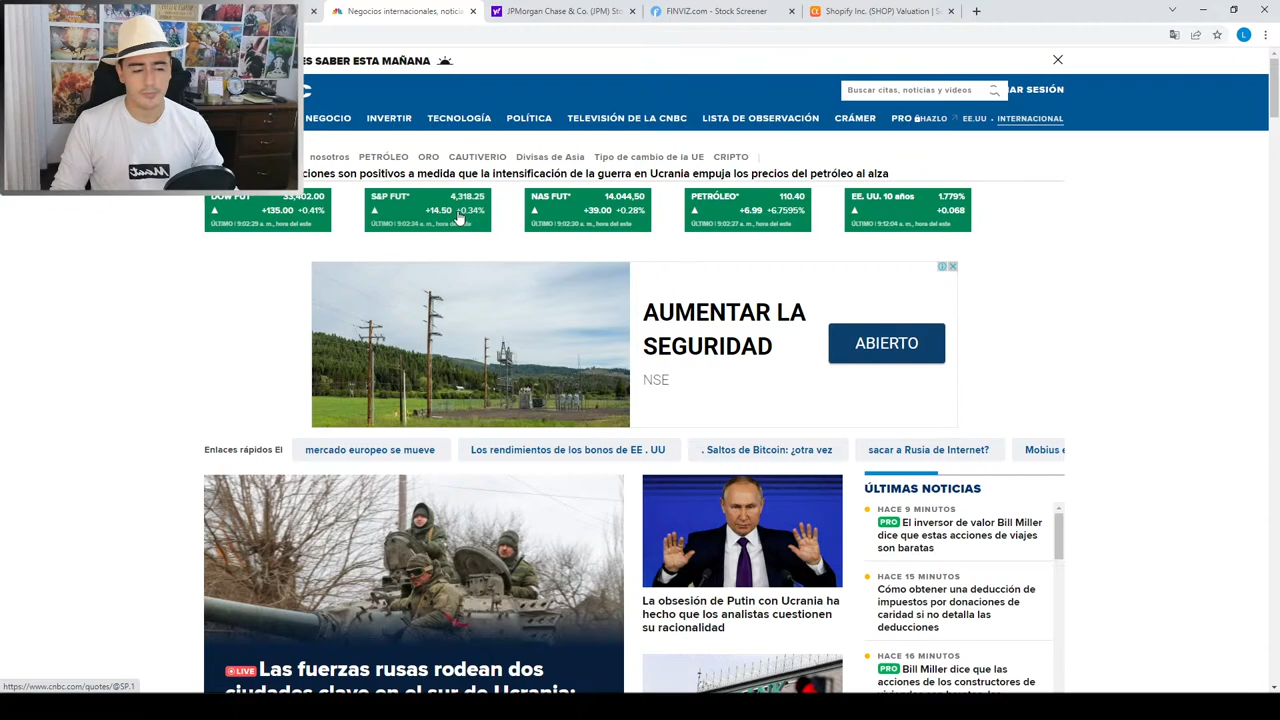 Negocios internacionales, noticias
JPMorgan Chase & Co. (JPM) Sto
FINVIZ.com - Stock Screener
Shopify Inc. (SHOP) Valuation | Se
L
ES SABER ESTA MAÑANA
C
Buscar citas, noticias y videos
AR SESIÓN
NEGOCIO INVERTIR TECNOLOGÍA POLÍTICA TELEVISIÓN DE LA CNBC LISTA DE OBSERVACIÓN CRÁMER PRO HAZLO EE.UU • INTERNACIONAL
nosotros PETRÓLEO ORO CAUTIVERIO Divisas de Asia Tipo de cambio de la UE CRIPTO
ciones son positivos a medida que la intensificación de la guerra en Ucrania empuja los precios del petróleo al alza
DOW FUT* 33,402.00
+135.00 +0.41%
ÚLTIMO | 9:02:29 a. m., hora del este
S&P FUT* 4,318.25
+14.50 +0.34%
ÚLTIMO | 9:02:34 a. m., hora del este
NAS FUT* 14.044,50
+39.00 +0.28%
ÚLTIMO | 9:02:30 a. m., hora del este
PETRÓLEO* 110.40
+6.99 +6.7595%
ÚLTIMO | 9:02:27 a. m., hora del este
EE. UU. 10 años 1.779%
+0.068
ÚLTIMO | 9:12:04 a. m., hora del este
AUMENTAR LA
SEGURIDAD
NSE
ABIERTO
Enlaces rápidos El
mercado europeo se mueve
Los rendimientos de los bonos de EE . UU
. Saltos de Bitcoin: ¿otra vez
sacar a Rusia de Internet?
Mobius e
LIVE Las fuerzas rusas rodean dos
ciudades clave en el sur de Ucrania;
La obsesión de Putin con Ucrania ha
hecho que los analistas cuestionen
su racionalidad
ÚLTIMAS NOTICIAS
HACE 9 MINUTOS
PRO El inversor de valor Bill Miller
dice que estas acciones de viajes
son baratas
HACE 15 MINUTOS
Cómo obtener una deducción de
impuestos por donaciones de
caridad si no detalla las
deducciones
HACE 16 MINUTOS
PRO Bill Miller dice que las
acciones de los constructores de
https://www.cnbc.com/quotes/@SP.1